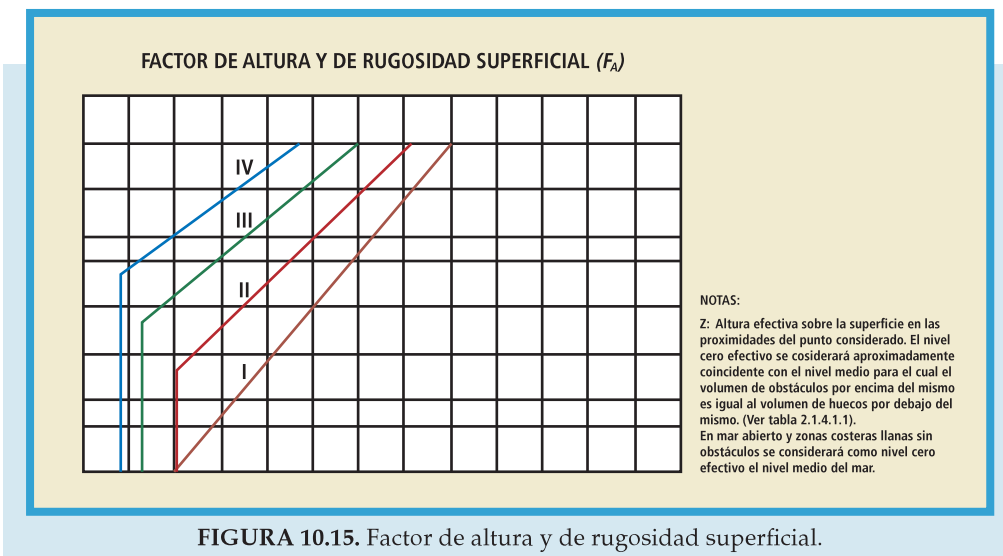 FACTOR DE ALTURA Y DE RUGOSIDAD SUPERFICIAL (FA)
IV
III
II
I
NOTAS:
Z: Altura efectiva sobre la superficie en las
proximidades del punto considerado. El nivel
cero efectivo se cosiderará aproximadamente
coincidente con el nivel medio para el cual el
volumen de obstáculos por encima del mismo
es igual al volumen de huecos por debajo del
mismo. (Ver tabla 2.1.4.1.1).
En mar abierto y zonas costeras llanas sin
obstáculos se considerará como nivel cero
efectivo el nivel medio del mar.
FIGURA 10.15. Factor de altura y de rugosidad superficial.